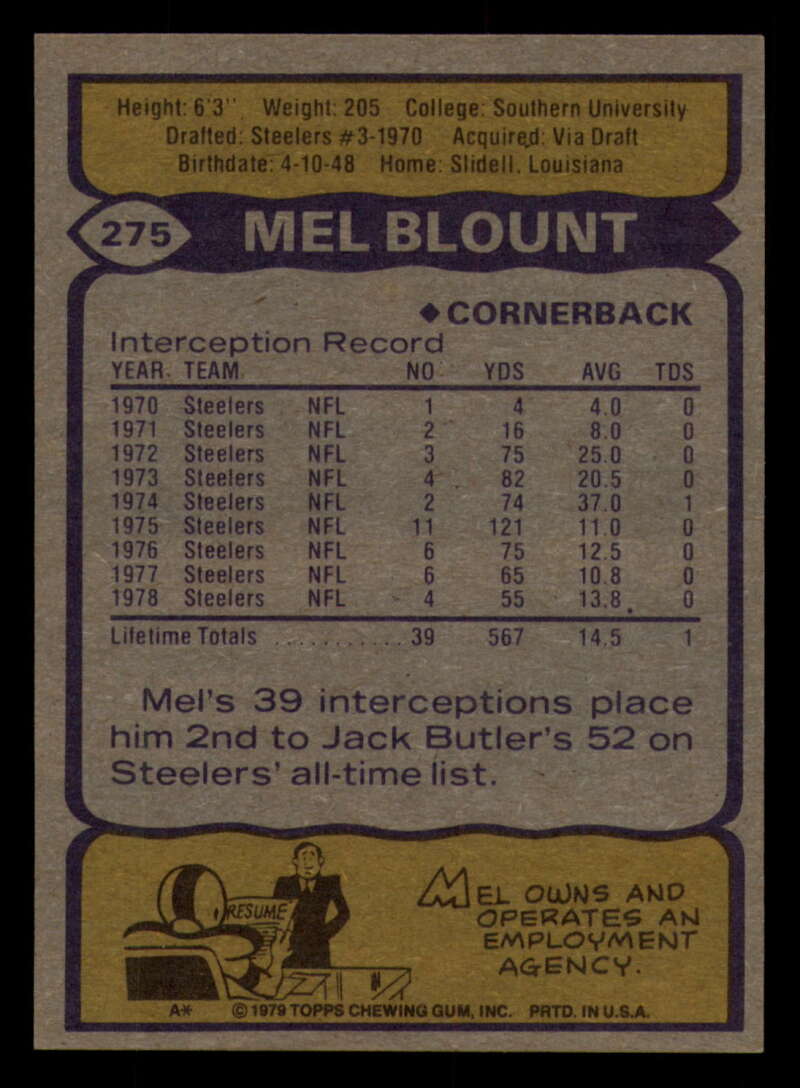 Height: 6'3" Weight: 205 College: Southern University
Drafted: Steelers #3-1970 Acquired: Via Draft
Birthdate: 4-10-48 Home: Slidell, Louisiana
275 MEL BLOUNT
◆ CORNERBACK
Interception Record
YEAR TEAM NO YDS AVG TDS
1970 Steelers NFL 1 4 4.0 0
1971 Steelers NFL 2 16 8.0 0
1972 Steelers NFL 3 75 25.0 0
1973 Steelers NFL 4 82 20.5 0
1974 Steelers NFL 2 74 37.0 1
1975 Steelers NFL 11 121 11.0 0
1976 Steelers NFL 6 75 12.5 0
1977 Steelers NFL 6 65 10.8 0
1978 Steelers NFL 4 55 13.8 0
Lifetime Totals ............ 39 567 14.5 1
Mel's 39 interceptions place
him 2nd to Jack Butler's 52 on
Steelers' all-time list.
RESUME
MEL OWNS AND
OPERATES AN
EMPLOYMENT
AGENCY.
A* © 1979 TOPPS CHEWING GUM, INC. PRTD. IN U.S.A.